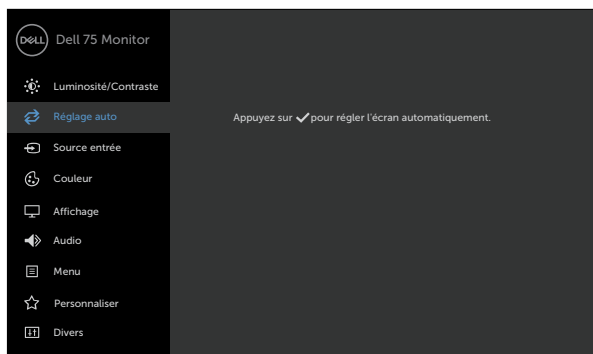 DELL Dell 75 Monitor
Luminosité/Contraste
Réglage auto
Appuyez sur ✓ pour régler l'écran automatiquement.
Source entrée
Couleur
Affichage
Audio
Menu
Personnaliser
Divers